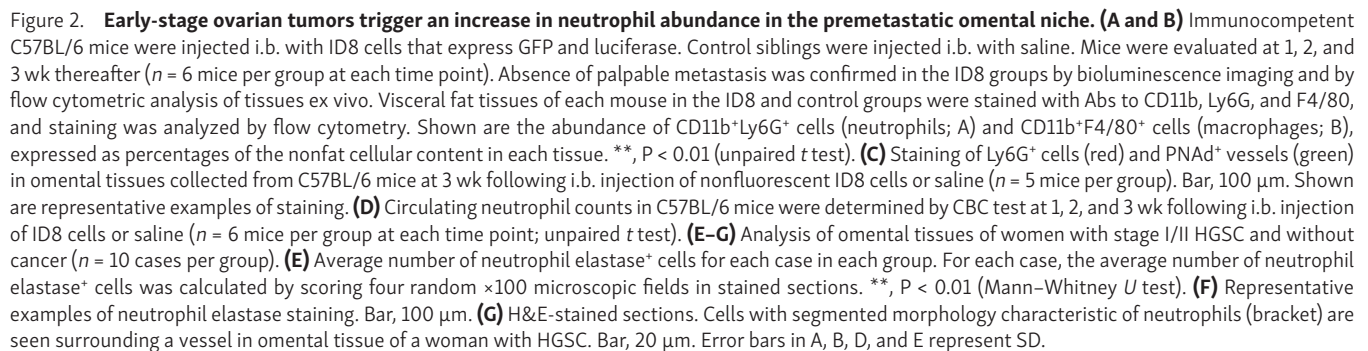 Figure 2. Early-stage ovarian tumors trigger an increase in neutrophil abundance in the premetastatic omental niche. (A and B) Immunocompetent
C57BL/6 mice were injected i.b. with ID8 cells that express GFP and luciferase. Control siblings were injected i.b. with saline. Mice were evaluated at 1, 2, and
3 wk thereafter (n = 6 mice per group at each time point). Absence of palpable metastasis was confirmed in the ID8 groups by bioluminescence imaging and by
flow cytometric analysis of tissues ex vivo. Visceral fat tissues of each mouse in the ID8 and control groups were stained with Abs to CD11b, Ly6G, and F4/80,
and staining was analyzed by flow cytometry. Shown are the abundance of CD11b⁺Ly6G⁺ cells (neutrophils; A) and CD11b⁺F4/80⁺ cells (macrophages; B),
expressed as percentages of the nonfat cellular content in each tissue. **, P < 0.01 (unpaired t test). (C) Staining of Ly6G⁺ cells (red) and PNAd⁺ vessels (green)
in omental tissues collected from C57BL/6 mice at 3 wk following i.b. injection of nonfluorescent ID8 cells or saline (n = 5 mice per group). Bar, 100 µm. Shown
are representative examples of staining. (D) Circulating neutrophil counts in C57BL/6 mice were determined by CBC test at 1, 2, and 3 wk following i.b. injection
of ID8 cells or saline (n = 6 mice per group at each time point; unpaired t test). (E–G) Analysis of omental tissues of women with stage I/II HGSC and without
cancer (n = 10 cases per group). (E) Average number of neutrophil elastase⁺ cells for each case in each group. For each case, the average number of neutrophil
elastase⁺ cells was calculated by scoring four random ×100 microscopic fields in stained sections. **, P < 0.01 (Mann–Whitney U test). (F) Representative
examples of neutrophil elastase staining. Bar, 100 µm. (G) H&E-stained sections. Cells with segmented morphology characteristic of neutrophils (bracket) are
seen surrounding a vessel in omental tissue of a woman with HGSC. Bar, 20 µm. Error bars in A, B, D, and E represent SD.